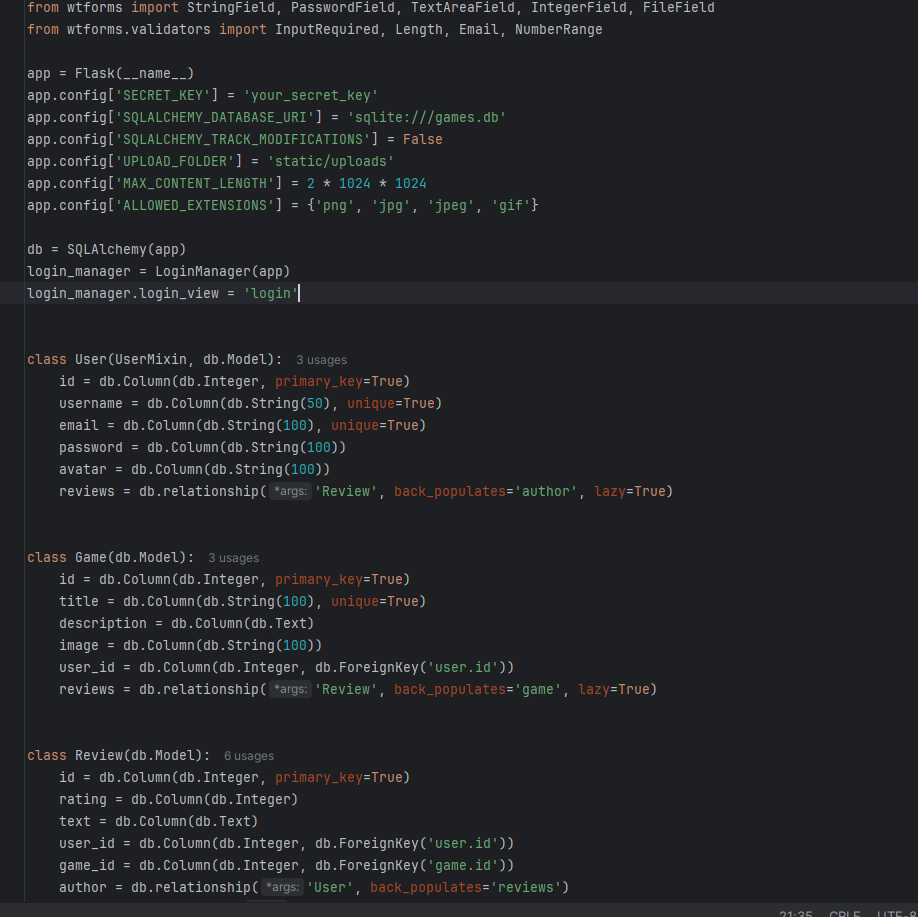 from wtforms import StringField, PasswordField, TextAreaField, IntegerField, FileField
from wtforms.validators import InputRequired, Length, Email, NumberRange
app = Flask(__name__)
app.config['SECRET_KEY'] = 'your_secret_key'
app.config['SQLALCHEMY_DATABASE_URI'] = 'sqlite:///games.db'
app.config['SQLALCHEMY_TRACK_MODIFICATIONS'] = False
app.config['UPLOAD_FOLDER'] = 'static/uploads'
app.config['MAX_CONTENT_LENGTH'] = 2 * 1024 * 1024
app.config['ALLOWED_EXTENSIONS'] = {'png', 'jpg', 'jpeg', 'gif'}
db = SQLAlchemy(app)
login_manager = LoginManager(app)
login_manager.login_view = 'login'
class User(UserMixin, db.Model): 3 usages
    id = db.Column(db.Integer, primary_key=True)
    username = db.Column(db.String(50), unique=True)
    email = db.Column(db.String(100), unique=True)
    password = db.Column(db.String(100))
    avatar = db.Column(db.String(100))
    reviews = db.relationship( *args: 'Review', back_populates='author', lazy=True)
class Game(db.Model): 3 usages
    id = db.Column(db.Integer, primary_key=True)
    title = db.Column(db.String(100), unique=True)
    description = db.Column(db.Text)
    image = db.Column(db.String(100))
    user_id = db.Column(db.Integer, db.ForeignKey('user.id'))
    reviews = db.relationship( *args: 'Review', back_populates='game', lazy=True)
class Review(db.Model): 6 usages
    id = db.Column(db.Integer, primary_key=True)
    rating = db.Column(db.Integer)
    text = db.Column(db.Text)
    user_id = db.Column(db.Integer, db.ForeignKey('user.id'))
    game_id = db.Column(db.Integer, db.ForeignKey('game.id'))
    author = db.relationship( *args: 'User', back_populates='reviews')
21:35 CRLF UTF-8